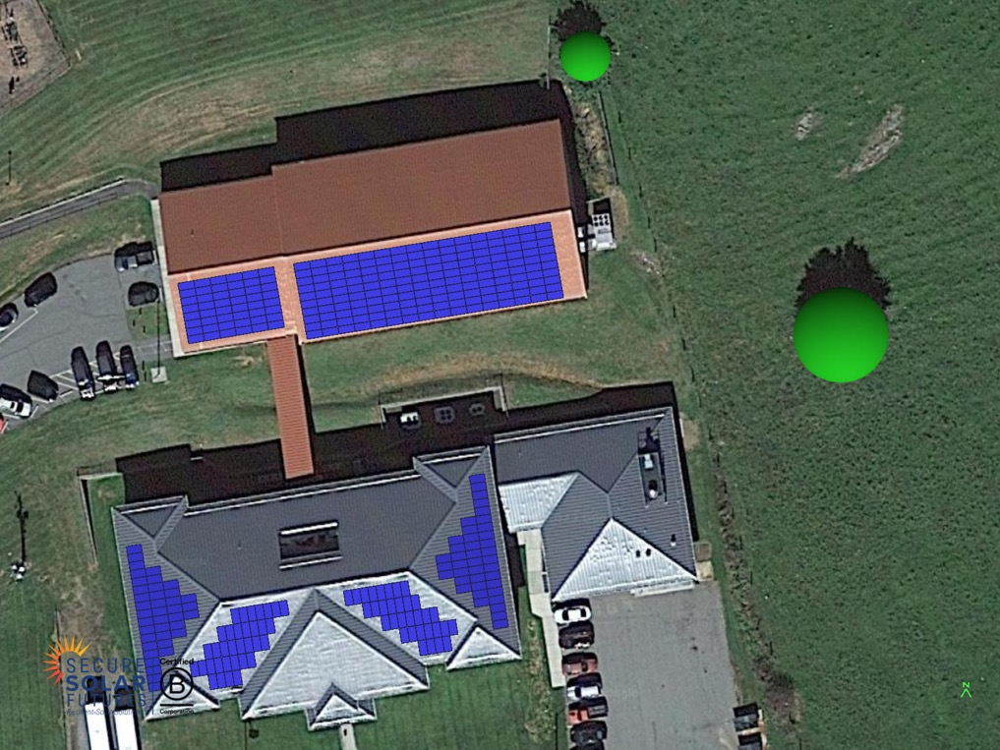 SECURE
SOLAR
FUTURES
Certified
B
Corporation
N